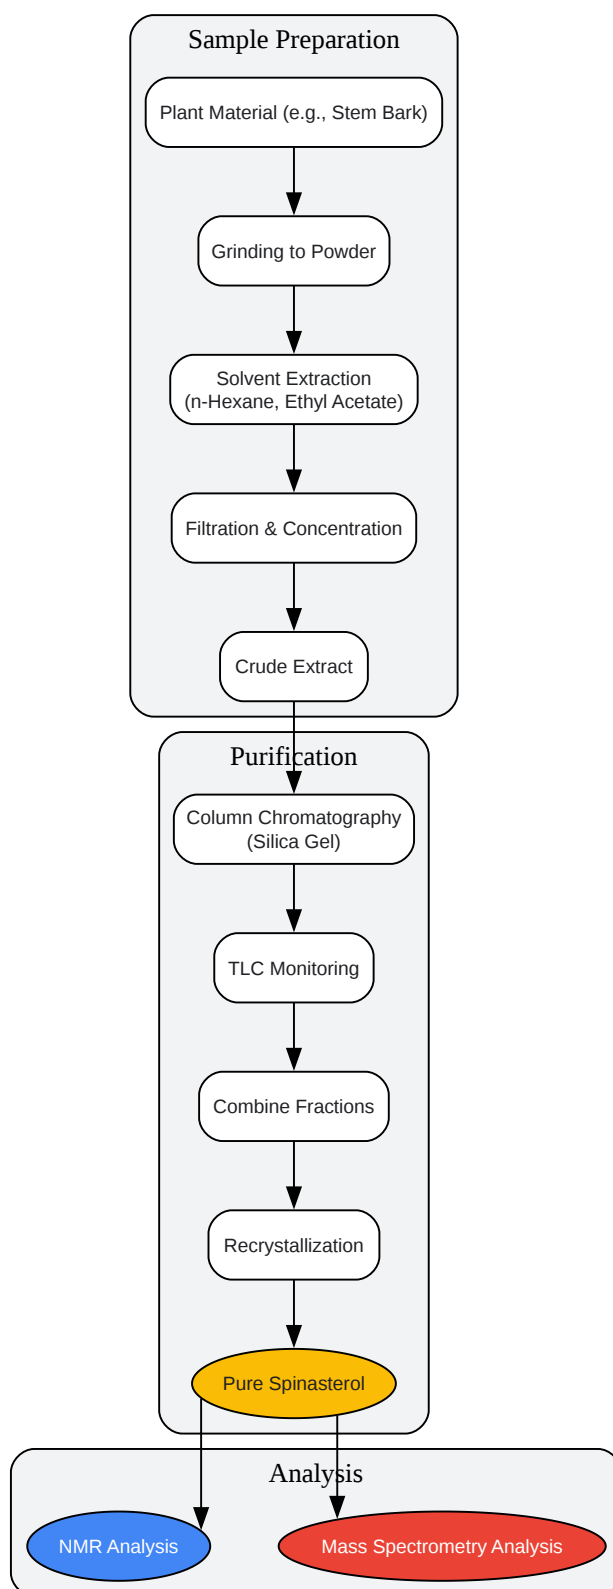 Sample Preparation
Plant Material (e.g., Stem Bark)
Grinding to Powder
Solvent Extraction
(n-Hexane, Ethyl Acetate)
Filtration & Concentration
Crude Extract
Purification
Column Chromatography
(Silica Gel)
TLC Monitoring
Combine Fractions
Recrystallization
Pure Spinasterol
Analysis
NMR Analysis
Mass Spectrometry Analysis